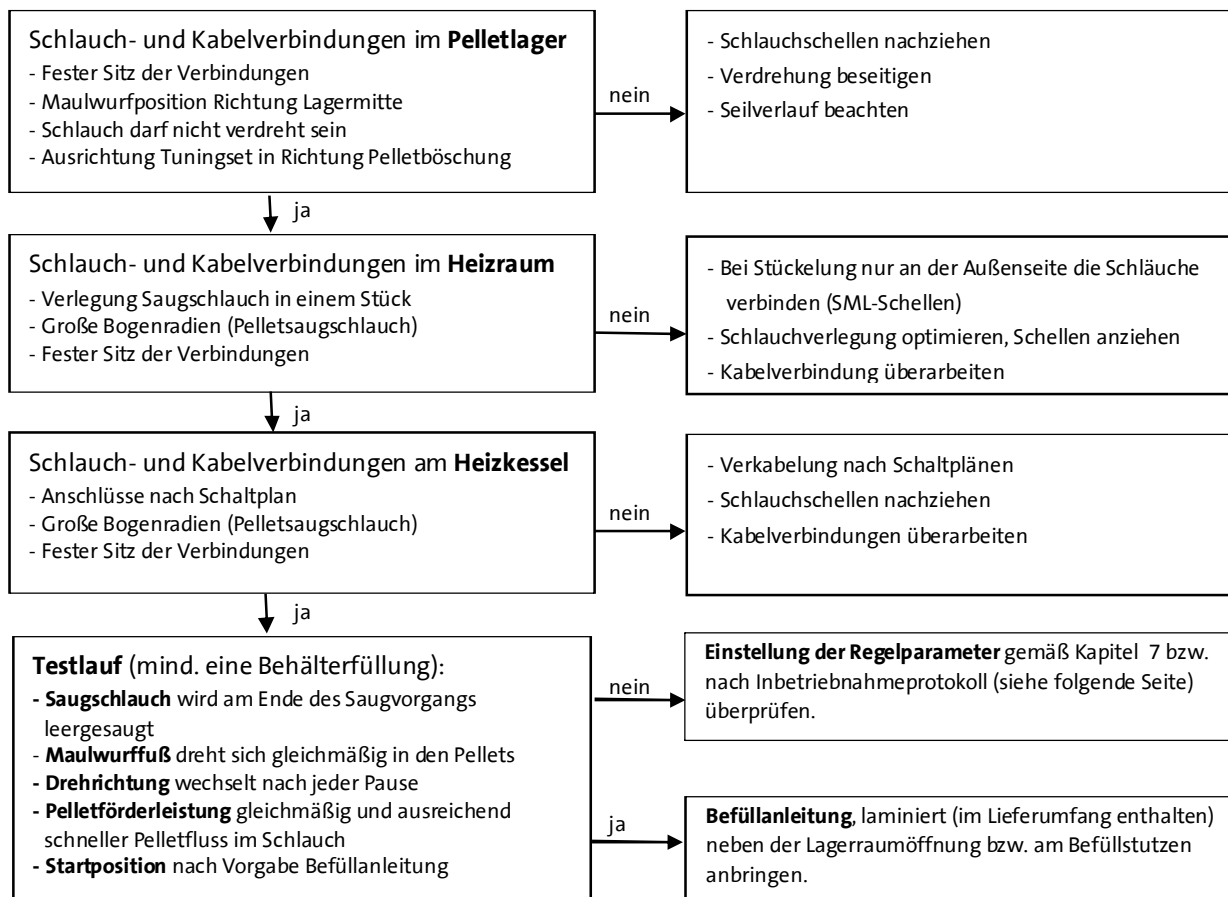 Schlauch- und Kabelverbindungen im Pelletlager
- Fester Sitz der Verbindungen
- Maulwurfposition Richtung Lagermitte
- Schlauch darf nicht verdreht sein
- Ausrichtung Tuningset in Richtung Pelletböschung
nein
- Schlauchschellen nachziehen
- Verdrehung beseitigen
- Seilverlauf beachten
ja
Schlauch- und Kabelverbindungen im Heizraum
- Verlegung Saugschlauch in einem Stück
- Große Bogenradien (Pelletsaugschlauch)
- Fester Sitz der Verbindungen
nein
- Bei Stückelung nur an der Außenseite die Schläuche
verbinden (SML-Schellen)
- Schlauchverlegung optimieren, Schellen anziehen
- Kabelverbindung überarbeiten
ja
Schlauch- und Kabelverbindungen am Heizkessel
- Anschlüsse nach Schaltplan
- Große Bogenradien (Pelletsaugschlauch)
- Fester Sitz der Verbindungen
nein
- Verkabelung nach Schaltplänen
- Schlauchschellen nachziehen
- Kabelverbindungen überarbeiten
ja
Testlauf (mind. eine Behälterfüllung):
- Saugschlauch wird am Ende des Saugvorgangs
leergesaugt
- Maulwurffuß dreht sich gleichmäßig in den Pellets
- Drehrichtung wechselt nach jeder Pause
- Pelletförderleistung gleichmäßig und ausreichend
schneller Pelletfluss im Schlauch
- Startposition nach Vorgabe Befüllanleitung
nein
Einstellung der Regelparameter gemäß Kapitel 7 bzw.
nach Inbetriebnahmeprotokoll (siehe folgende Seite)
überprüfen.
ja
Befüllanleitung, laminiert (im Lieferumfang enthalten)
neben der Lagerraumöffnung bzw. am Befüllstutzen
anbringen.